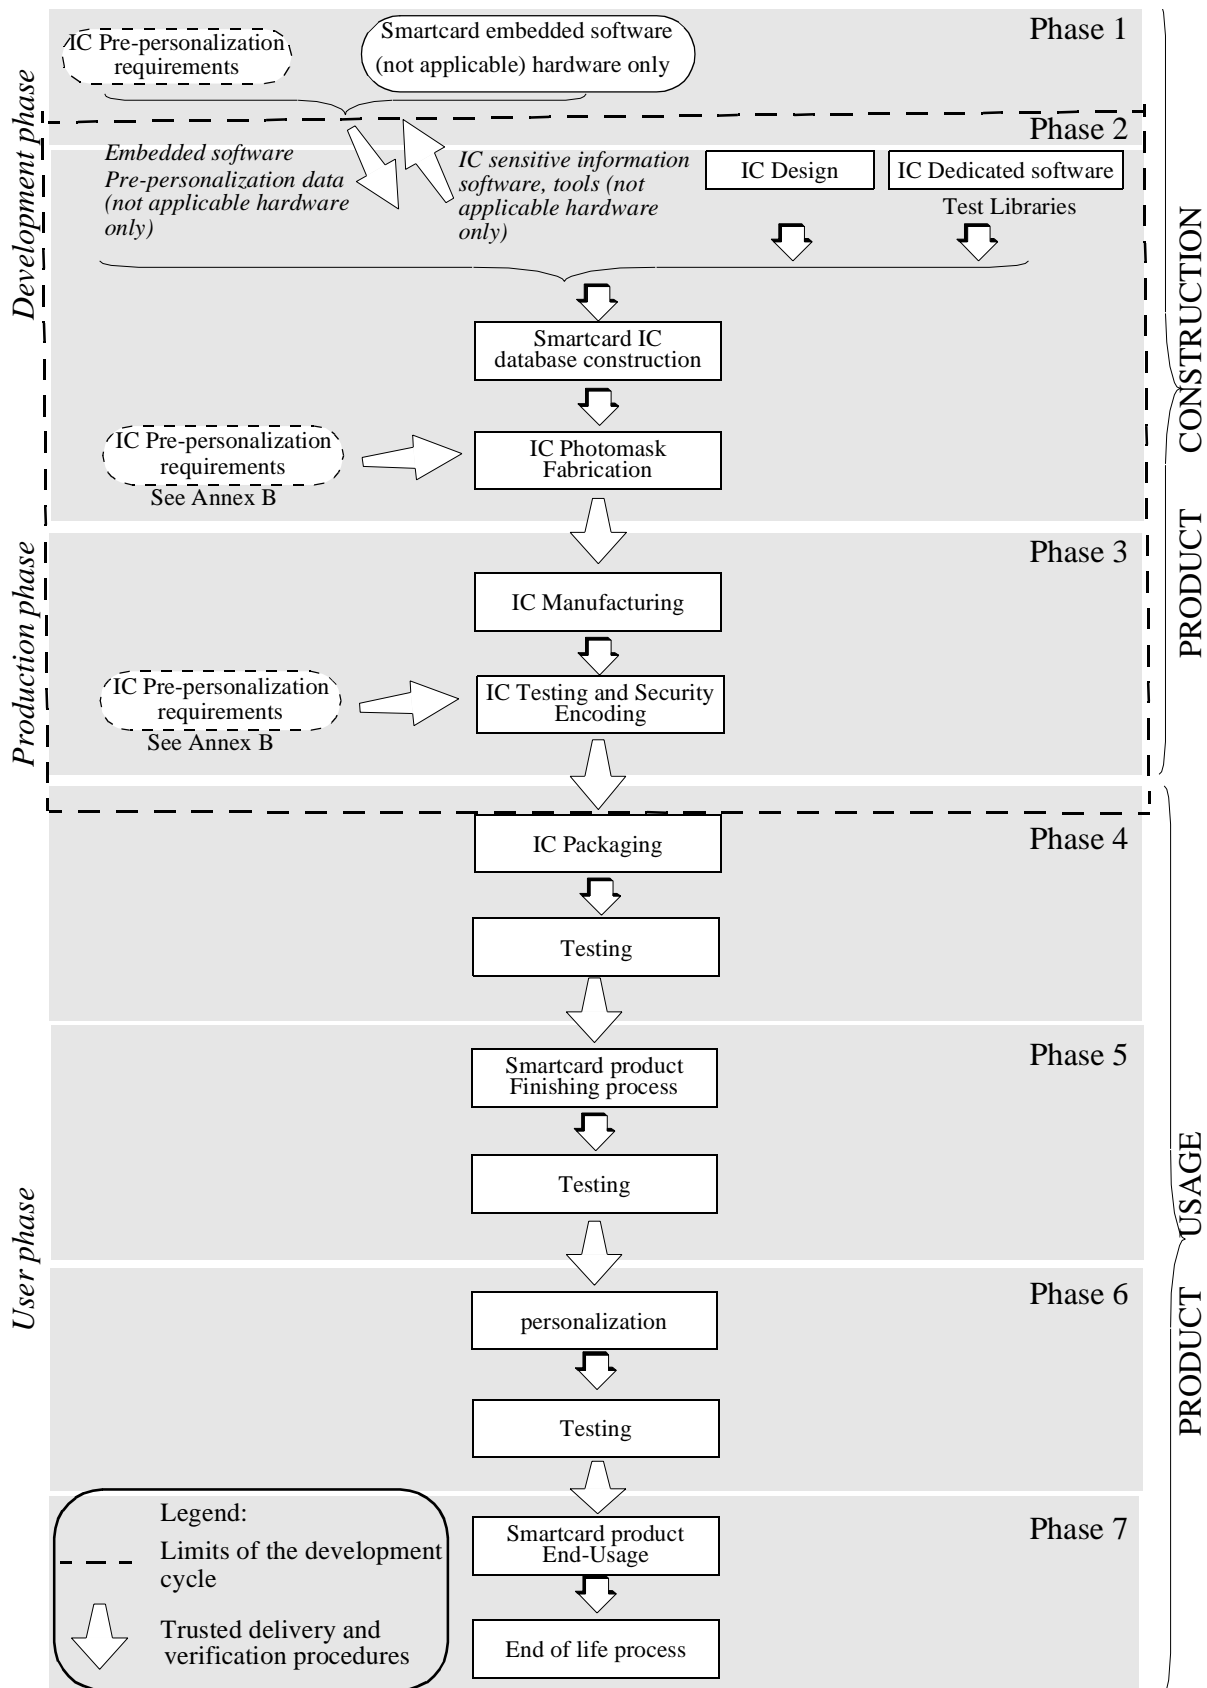 Phase 1
IC Pre-personalization
requirements
Smartcard embedded software
(not applicable) hardware only
Development phase
Phase 2
Embedded software
Pre-personalization data
(not applicable hardware
only)
IC sensitive information
software, tools (not
applicable hardware
only)
IC Design
IC Dedicated software
Test Libraries
Smartcard IC
database construction
IC Pre-personalization
requirements
See Annex B
IC Photomask
Fabrication
PRODUCT CONSTRUCTION
Production phase
Phase 3
IC Manufacturing
IC Pre-personalization
requirements
See Annex B
IC Testing and Security
Encoding
Phase 4
IC Packaging
Testing
User phase
Phase 5
Smartcard product
Finishing process
Testing
PRODUCT USAGE
Phase 6
personalization
Testing
Phase 7
Smartcard product
End-Usage
End of life process
Legend:
Limits of the development
cycle
Trusted delivery and
verification procedures